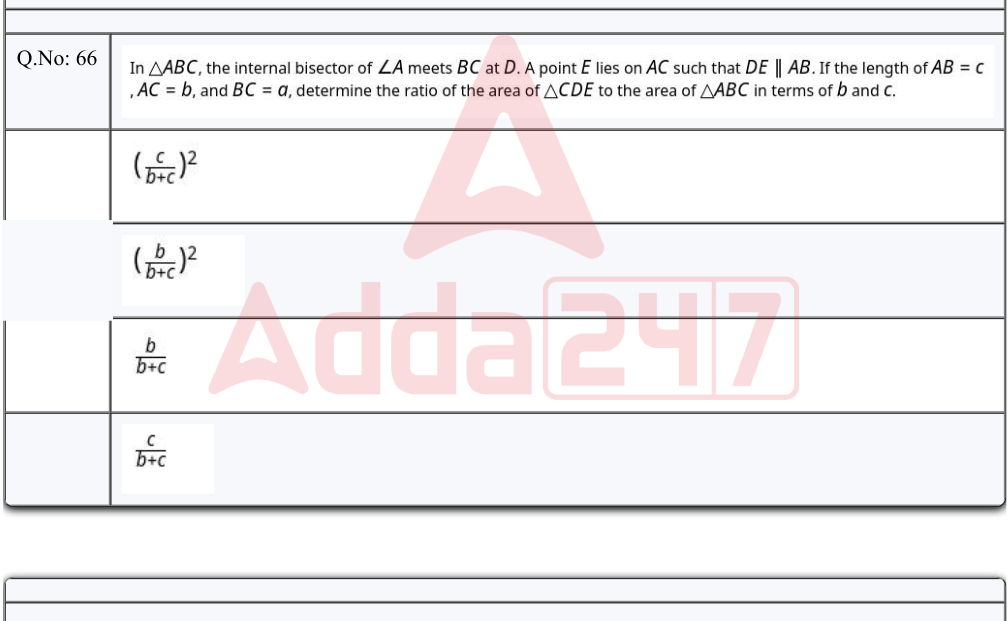 Q.No: 66
In △ABC, the internal bisector of ∠A meets BC at D. A point E lies on AC such that DE ∥ AB. If the length of AB = c
, AC = b, and BC = a, determine the ratio of the area of △CDE to the area of △ABC in terms of b and c.
(c/b+c)²
(b/b+c)²
b/b+c
c/b+c
Adda247